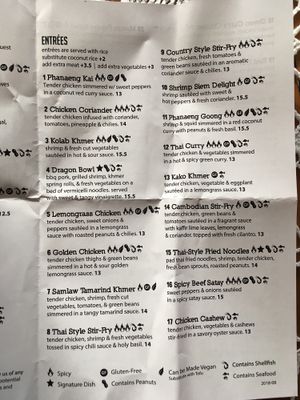 ENTRÉES
entrées are served with rice
substitute coconut rice +2
add extra meat +3.5 | add extra vegetables +3
1 Phanaeng Kai
tender chicken & peppers sweltered
in a coconut red curry sauce. 13
2 Chicken Coriander
tender chicken infused with coriander,
tomatoes, pineapple & chilies. 14
3 Kolab Khmer
shrimp & fresh cut vegetables
sautéed in hot & sour sauce. 15.5
4 Dragon Bowl
bbq pork, grilled shrimp, khmer
spring rolls, & fresh vegetables on a
bed of vermicelli noodles, served
with sweet & tangy vinaigrette. 15.5
5 Lemongrass Chicken
tender chicken, sweet onions &
peppers sautéed in a lemongrass
sauce with roasted peanuts & chilies. 13
6 Golden Chicken
tender chicken thighs & green beans
simmered in a hot & sour golden
lemongrass sauce. 13
7 Samlaw Tamarind Khmer
tender chicken, shrimp, fresh cut
vegetables, tomatoes, & green beans
simmered in a tangy tamarind sauce. 14
8 Thai Style Stir-Fry
tender chicken, shrimp & fresh vegetables
tossed in spicy chili sauce & holy basil. 14
9 Country Style Stir-Fry
tender chicken, fresh tomatoes &
green beans sautéed in an aromatic
coriander sauce & chilies. 13
10 Shrimp Siem Delight
shrimp sautéed with sweet &
hot peppers & fresh coriander. 15.5
11 Phanaeng Goong
shrimp & squash simmered in a red coconut
curry with peanuts & fresh basil. 15.5
12 Thai Curry
tender chicken & vegetables simmered
in a hot & spicy green curry. 13
13 Kako Khmer
tender chicken, vegetable & eggplant
sautéed in a lemongrass sauce. 13
14 Cambodian Stir-Fry
tender chicken, green beans &
tomatoes sautéed in a fragrant sauce
with kaffir lime leaves, lemongrass
& coriander, topped with fresh cilantro. 13
15 Thai-Style Fried Noodles
pad thai fried noodles, shrimp, tender chicken,
bean sprouts, roasted peanuts & chilies. 13
16 Spicy Beef Satay
sweet peppers & onions sautéed
in a spicy satay sauce. 15
17 Chicken Cashew
tender chicken, vegetables & cashews
stir-fried in a savory oyster sauce. 13
Spicy
Signature Dish
Gluten-Free
Contains Peanuts
Can be Made Vegan
Substitute with Tofu
Contains Shellfish
Contains Seafood
2018-03